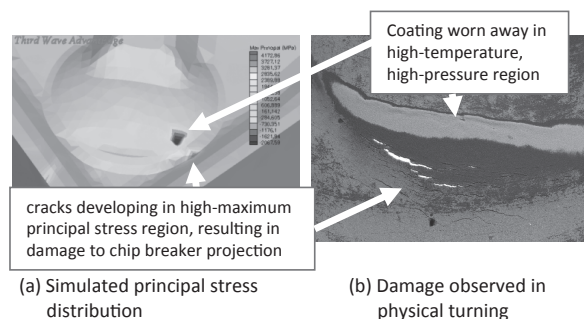 Third Wave
Max Principal (MPa)
Coating worn away in
high-temperature,
high-pressure region
cracks developing in high-maximum
principal stress region, resulting in
damage to chip breaker projection
(a) Simulated principal stress
distribution
(b) Damage observed in
physical turning